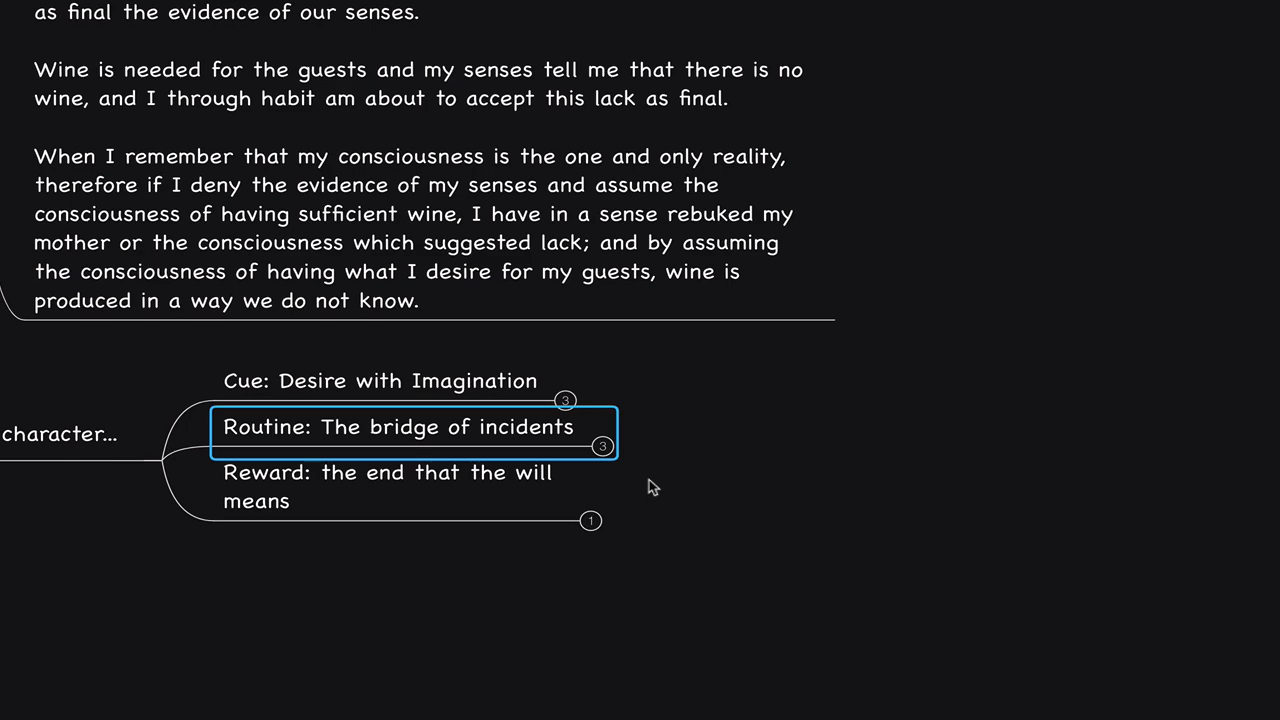 as final the evidence of our senses.
Wine is needed for the guests and my senses tell me that there is no
wine, and I through habit am about to accept this lack as final.
When I remember that my consciousness is the one and only reality,
therefore if I deny the evidence of my senses and assume the
consciousness of having sufficient wine, I have in a sense rebuked my
mother or the consciousness which suggested lack; and by assuming
the consciousness of having what I desire for my guests, wine is
produced in a way we do not know.
character...
Cue: Desire with Imagination
3
Routine: The bridge of incidents
3
Reward: the end that the will
means
1